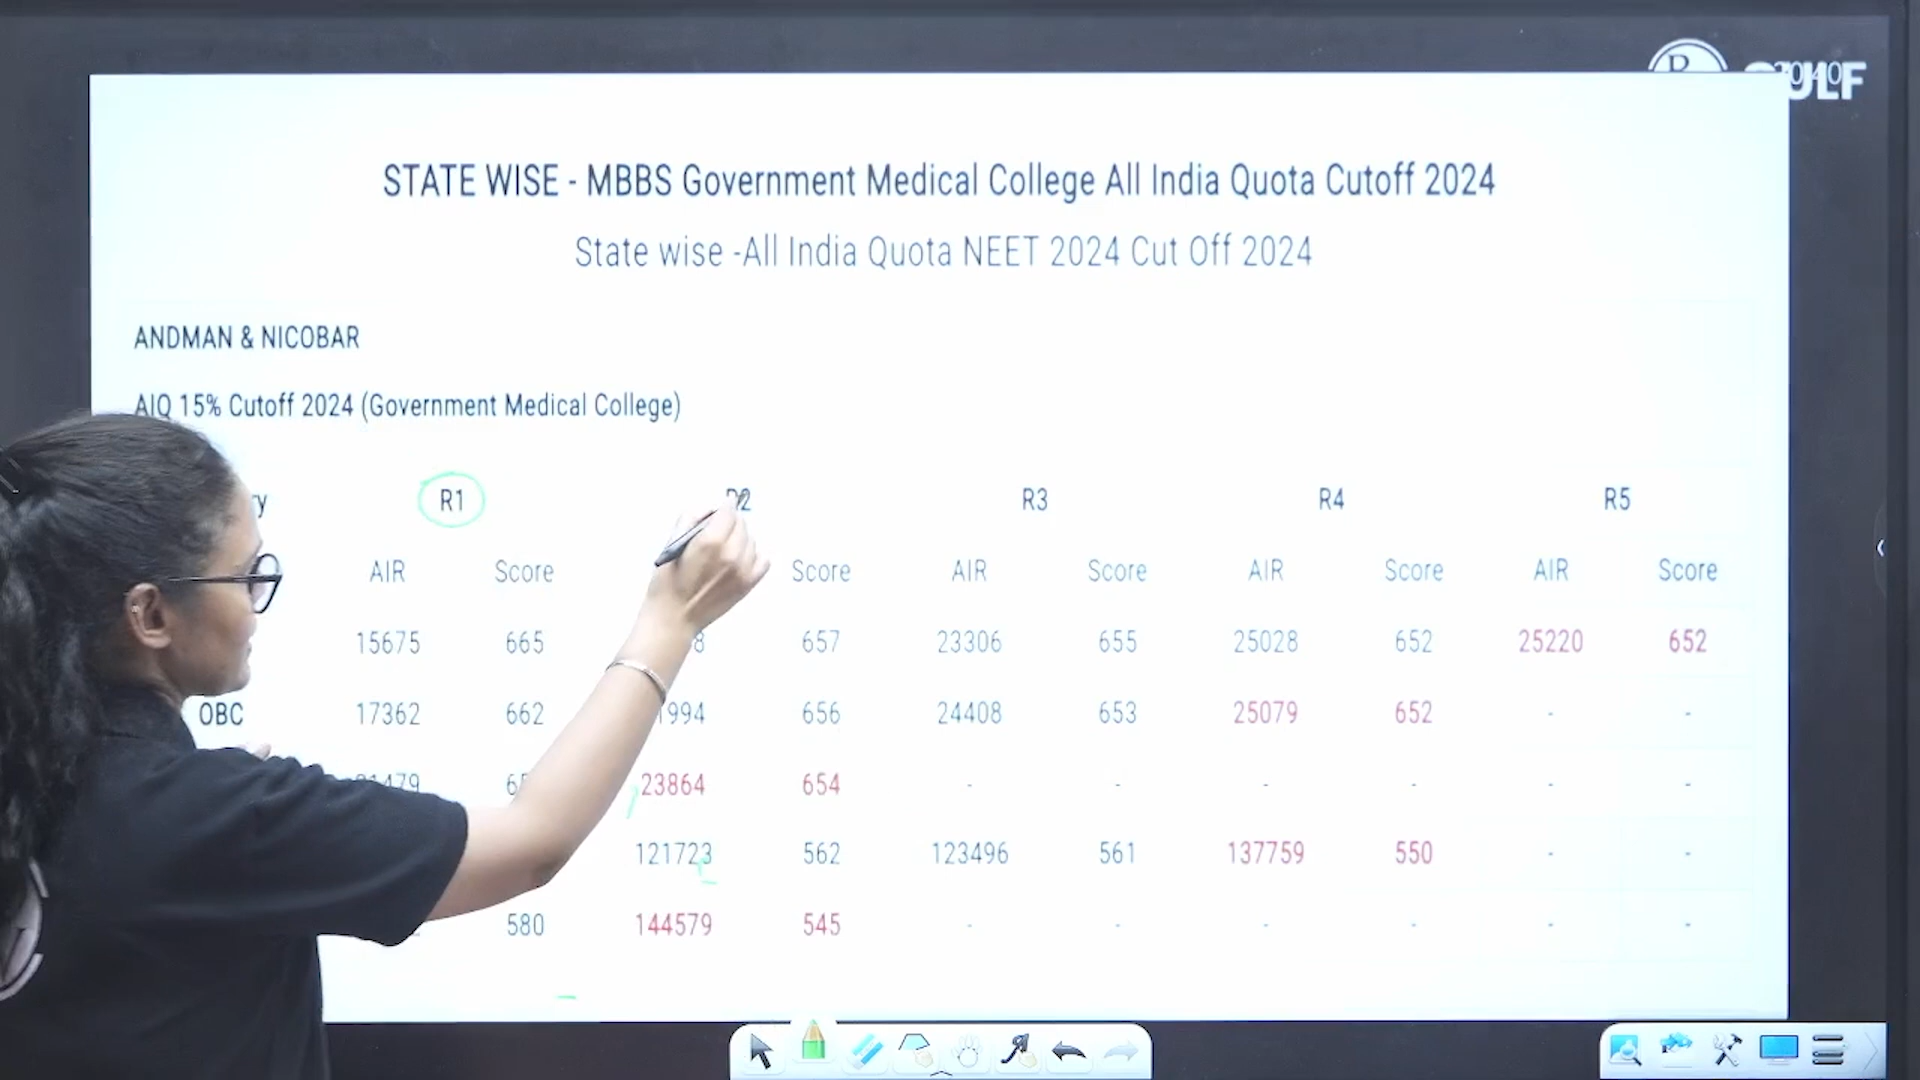 STATE WISE - MBBS Government Medical College All India Quota Cutoff 2024
State wise -All India Quota NEET 2024 Cut Off 2024
ANDMAN & NICOBAR
AIQ 15% Cutoff 2024 (Government Medical College)
R1 R2 R3 R4 R5
AIR Score Score AIR Score AIR Score AIR Score
15675 665 657 23306 655 25028 652 25220 652
OBC 17362 662 656 24408 653 25079 652 - -
23864 654 - - - - - -
121723 562 123496 561 137759 550 - -
580 144579 545 - - - - - -